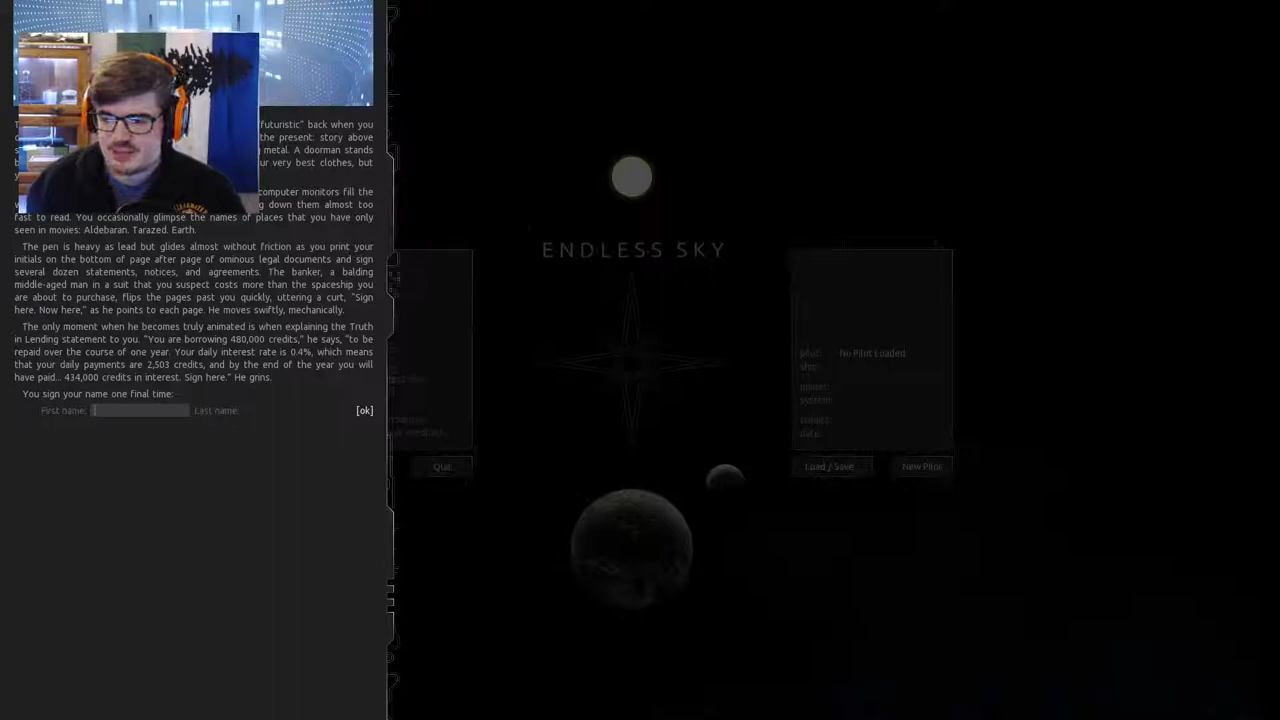 "futuristic" back when you
the present: story above
metal. A doorman stands
ur very best clothes, but
computer monitors fill the
down them almost too
fast to read. You occasionally glimpse the names of places that you have only
seen in movies: Aldebaran. Tarazed. Earth.
The pen is heavy as lead but glides almost without friction as you print your
initials on the bottom of page after page of ominous legal documents and sign
several dozen statements, notices, and agreements. The banker, a balding
middle-aged man in a suit that you suspect costs more than the spaceship you
are about to purchase, flips the pages past you quickly, uttering a curt, "Sign
here. Now here," as he points to each page. He moves swiftly, mechanically.
The only moment when he becomes truly animated is when explaining the Truth
in Lending statement to you. "You are borrowing 480,000 credits," he says, "to be
repaid over the course of one year. Your daily interest rate is 0.4%, which means
that your daily payments are 2,503 credits, and by the end of the year you will
have paid... 434,000 credits in interest. Sign here." He grins.
You sign your name one final time:
First name: Last name: [ok]
ENDLESS SKY
pilot: No Pilot Loaded
ship:
planet:
system:
credits:
date:
Quit
Load / Save New Pilot